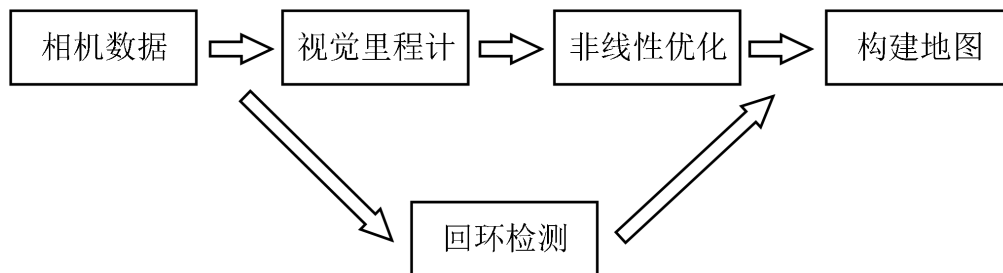 相机数据
视觉里程计
非线性优化
构建地图
回环检测